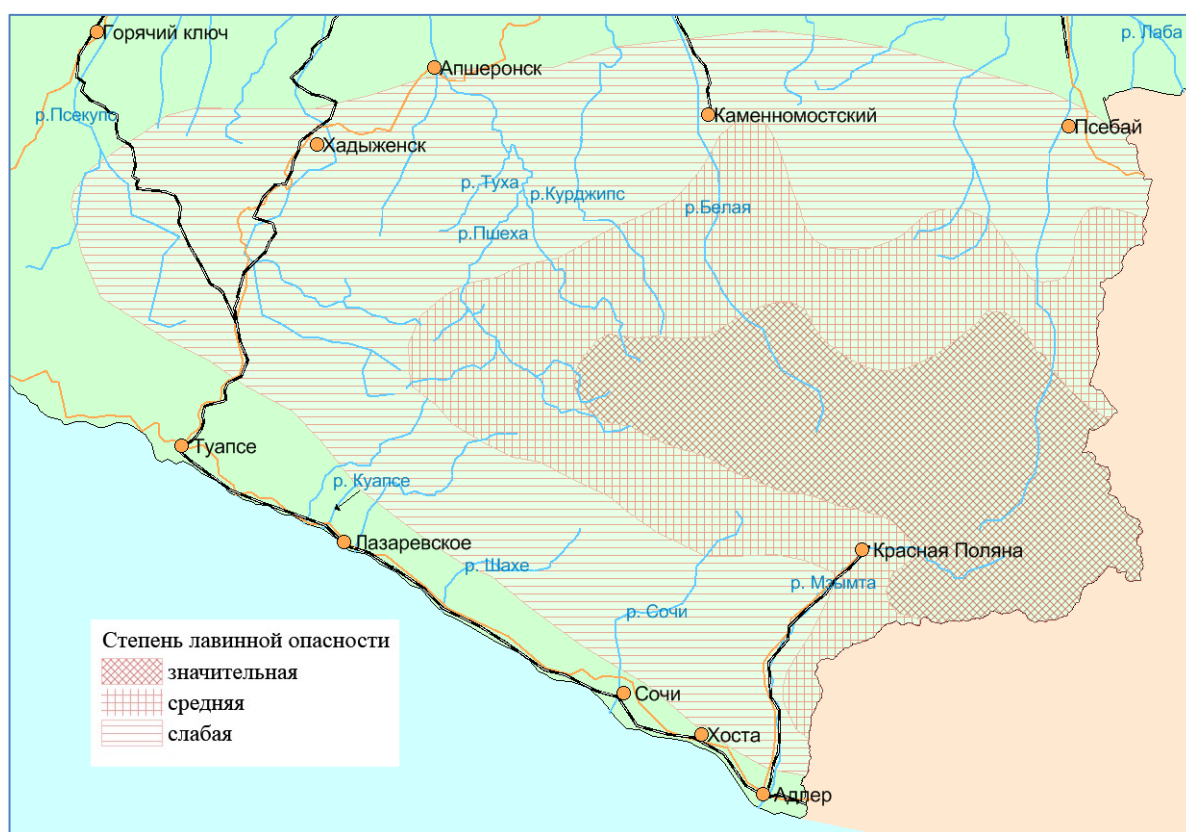 Горячий ключ
р. Лаба
Апшеронск
р.Псекупс
Каменномостский
Псебай
Хадыженск
р. Туха
р.Курджипс
р.Белая
р.Пшеха
Туапсе
р. Куапсе
Лазаревское
Красная Поляна
р. Шахе
р. Мзымта
р. Сочи
Степень лавинной опасности
значительная
средняя
слабая
Сочи
Хоста
Адлер